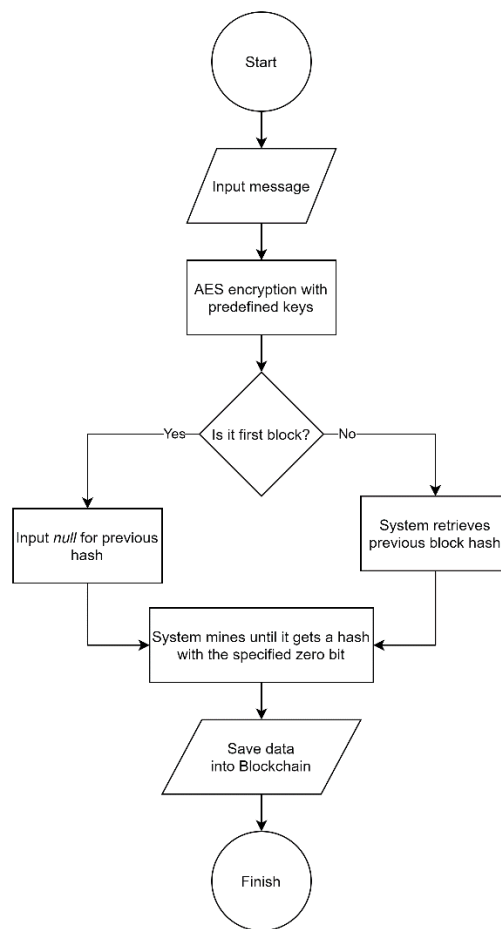 Start
Input message
AES encryption with
predefined keys
Is it first block?
Yes
No
Input null for previous
hash
System retrieves
previous block hash
System mines until it gets a hash
with the specified zero bit
Save data
into Blockchain
Finish